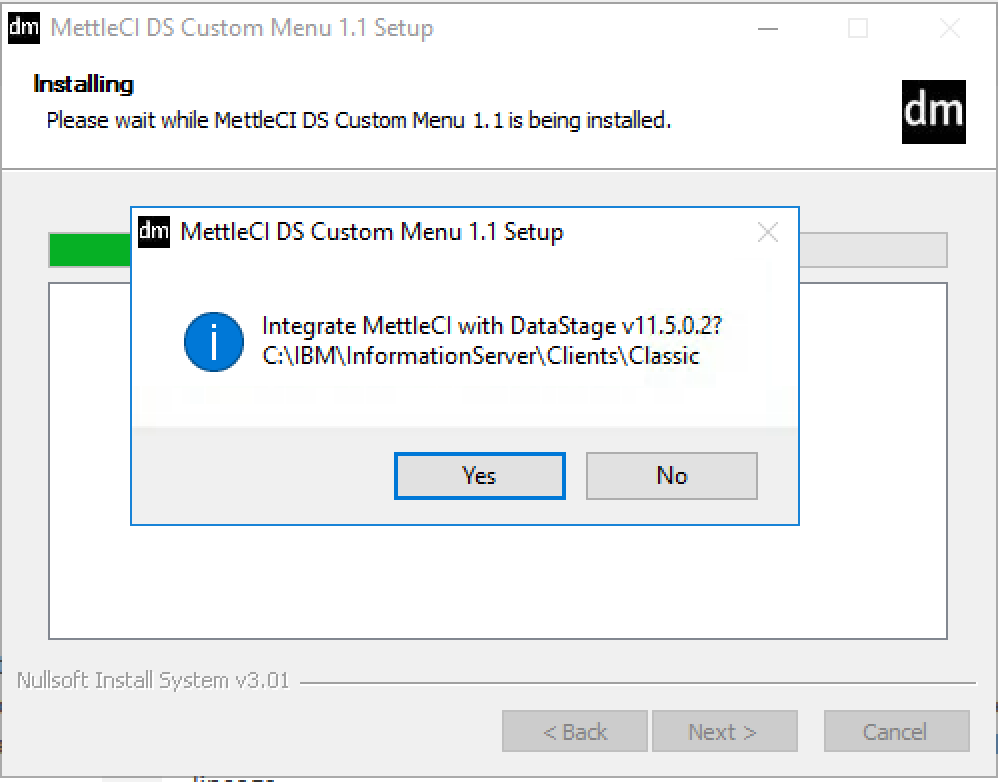 dm MettleCI DS Custom Menu 1.1 Setup
Installing
Please wait while MettleCI DS Custom Menu 1.1 is being installed.
dm
dm MettleCI DS Custom Menu 1.1 Setup
Integrate MettleCI with DataStage v11.5.0.2?
C:\IBM\InformationServer\Clients\Classic
Yes No
Nullsoft Install System v3.01
< Back Next > Cancel